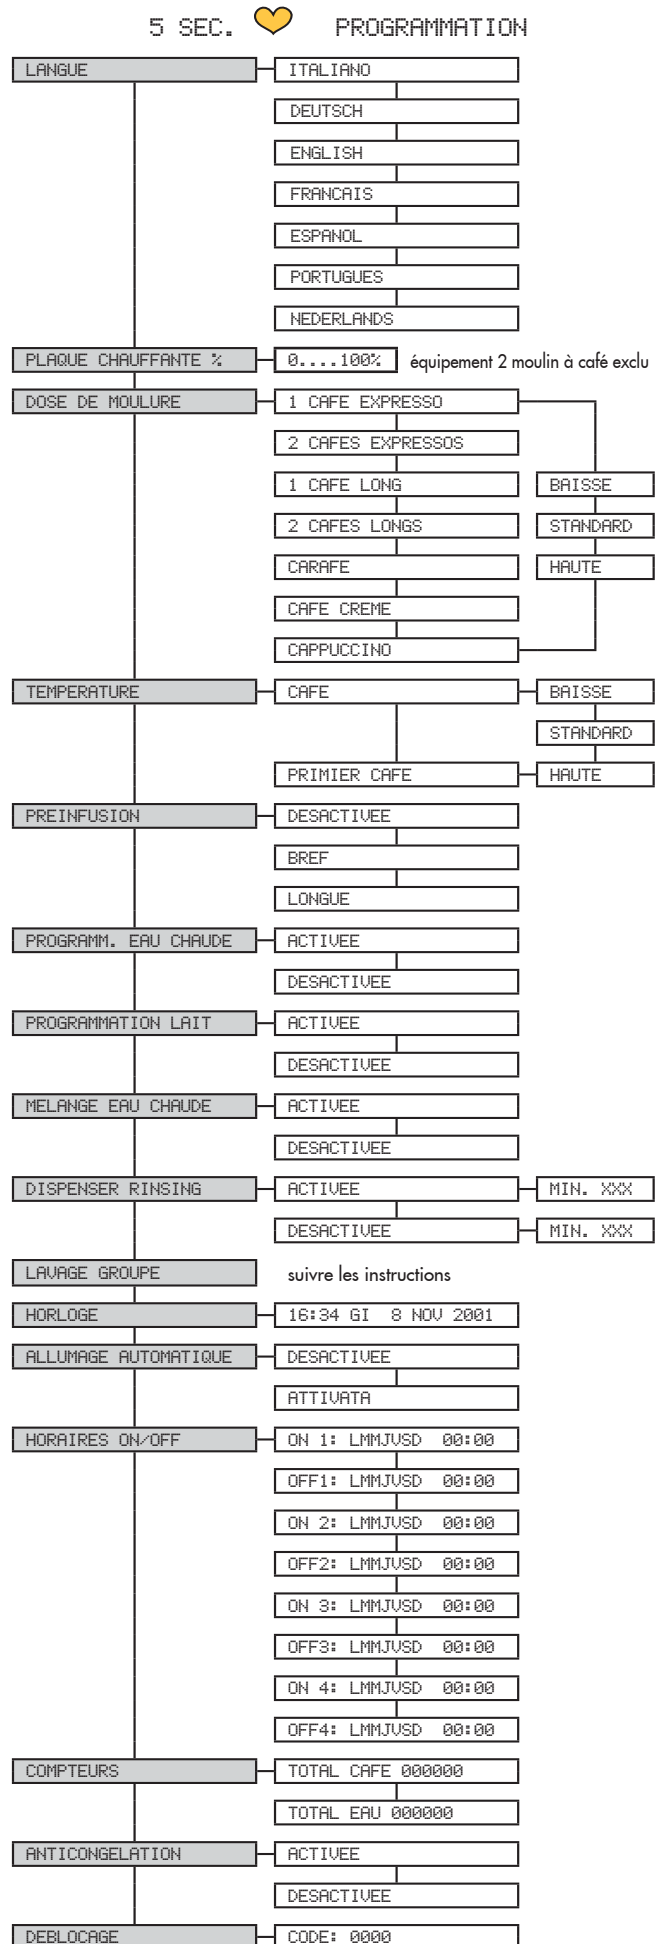 5 SEC. PROGRAMMATION
LANGUE ITALIANO
DEUTSCH
ENGLISH
FRANCAIS
ESPANOL
PORTUGUES
NEDERLANDS
PLAQUE CHAUFFANTE % 0....100% équipement 2 moulin à café exclu
DOSE DE MOULURE 1 CAFE EXPRESSO
2 CAFES EXPRESSOS
1 CAFE LONG BAISSE
2 CAFES LONGS STANDARD
CARAFE HAUTE
CAFE CREME
CAPPUCCINO
TEMPERATURE CAFE BAISSE
STANDARD
PRIMIER CAFE HAUTE
PREINFUSION DESACTIVEE
BREF
LONGUE
PROGRAMM. EAU CHAUDE ACTIVEE
DESACTIVEE
PROGRAMMATION LAIT ACTIVEE
DESACTIVEE
MELANGE EAU CHAUDE ACTIVEE
DESACTIVEE
DISPENSER RINSING ACTIVEE MIN. XXX
DESACTIVEE MIN. XXX
LAVAGE GROUPE suivre les instructions
HORLOGE 16:34 GI 8 NOV 2001
ALLUMAGE AUTOMATIQUE DESACTIVEE
ATTIVATA
HORAIRES ON/OFF ON 1: LMMJVSD 00:00
OFF1: LMMJVSD 00:00
ON 2: LMMJVSD 00:00
OFF2: LMMJVSD 00:00
ON 3: LMMJVSD 00:00
OFF3: LMMJVSD 00:00
ON 4: LMMJVSD 00:00
OFF4: LMMJVSD 00:00
COMPTEURS TOTAL CAFE 000000
TOTAL EAU 000000
ANTICONGELATION ACTIVEE
DESACTIVEE
DEBLOCAGE CODE: 0000